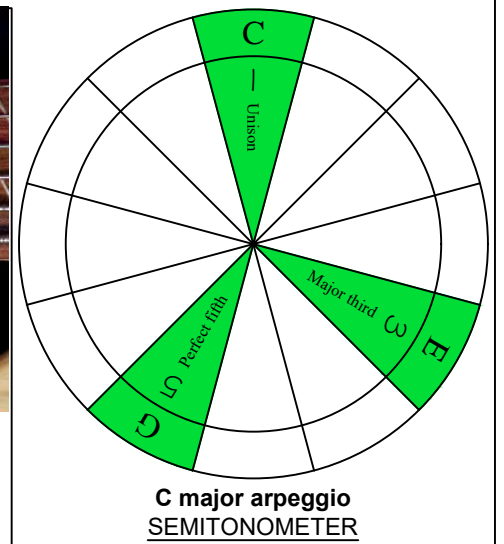 C
1 Unison
Major third 3
E
Perfect fifth
5
G
C major arpeggio
SEMITONOMETER